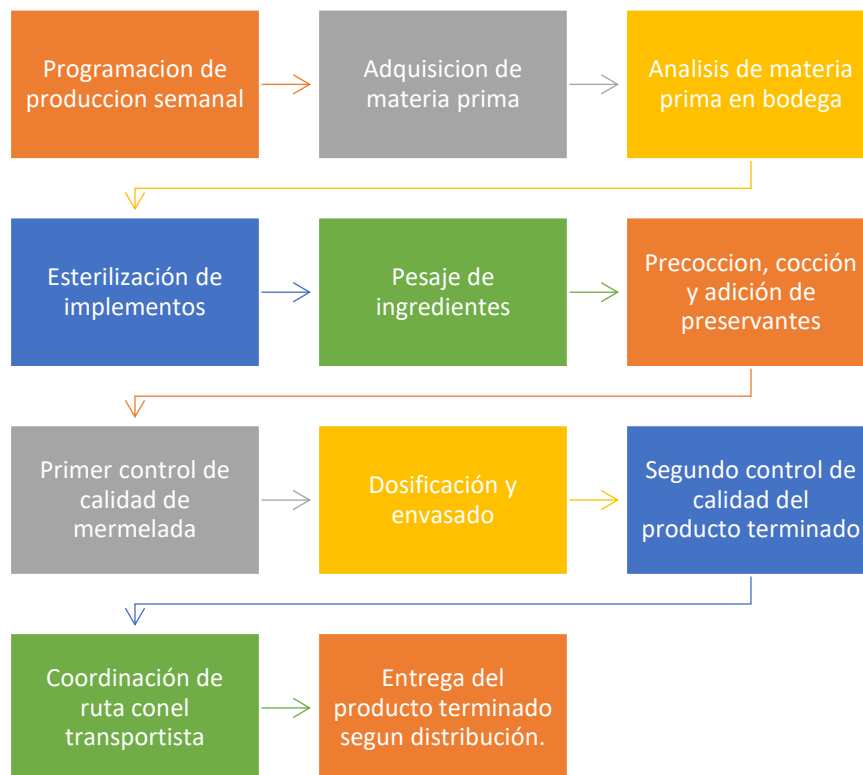 Programacion de
produccion semanal
Adquisicion de
materia prima
Analisis de materia
prima en bodega
Esterilización de
implementos
Pesaje de
ingredientes
Precoccion, cocción
y adición de
preservantes
Primer control de
calidad de
mermelada
Dosificación y
envasado
Segundo control de
calidad del
producto terminado
Coordinación de
ruta conel
transportista
Entrega del
producto terminado
segun distribución.